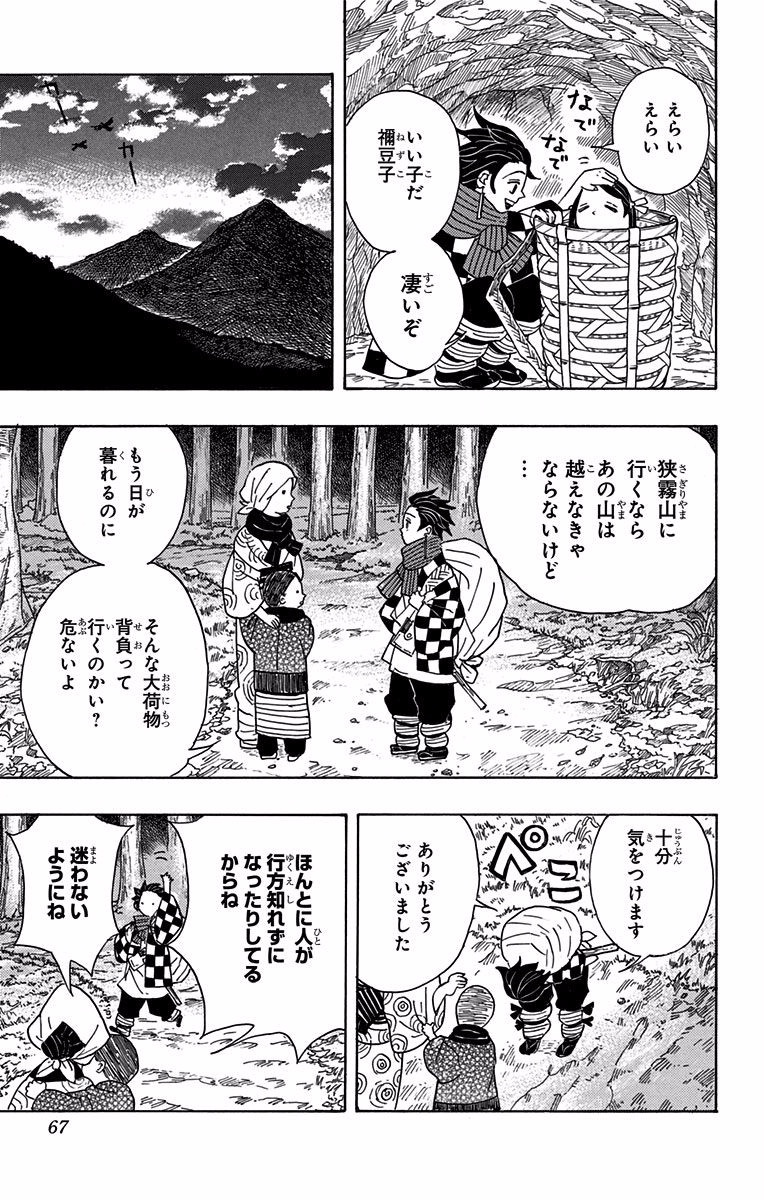 えらい
えらい
なで
なで
いい子だ
禰豆子
凄いぞ
カー
カー
狭霧山に
行くなら
あの山は
越えなきゃ
ならないけど
…
もう日が
暮れるのに
そんな大荷物
背負って
行くのかい?
危ないよ
十分
気をつけます
ペこ
ありがとう
ございました
ほんとに人が
行方知れずに
なったりしてる
からね
迷わない
ようにね
67